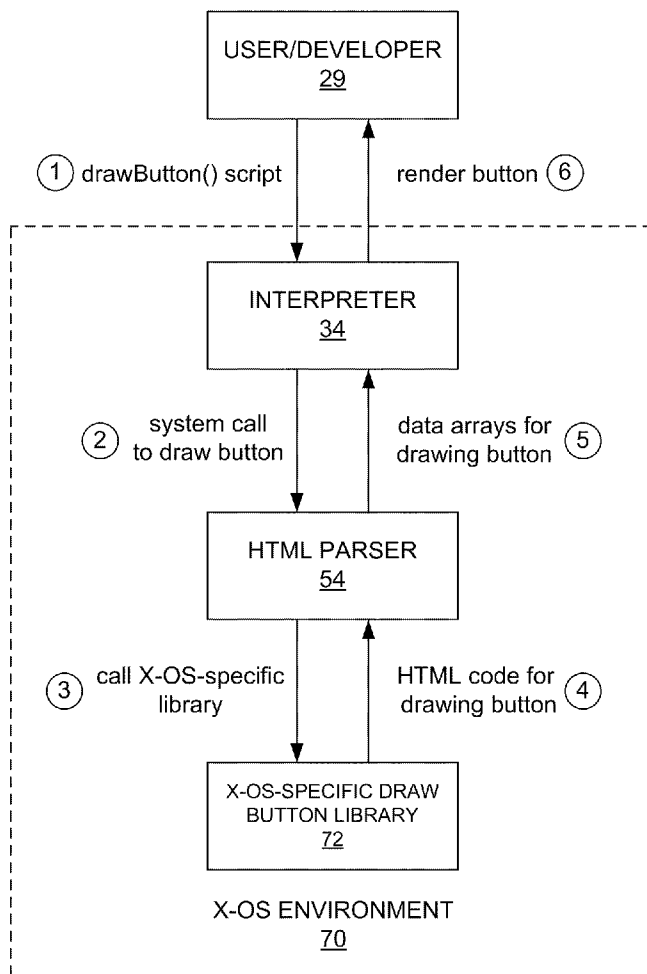 USER/DEVELOPER
29
1 drawButton() script
render button 6
INTERPRETER
34
2 system call
to draw button
data arrays for
drawing button 5
HTML PARSER
54
3 call X-OS-specific
library
HTML code for
drawing button 4
X-OS-SPECIFIC DRAW
BUTTON LIBRARY
72
X-OS ENVIRONMENT
70